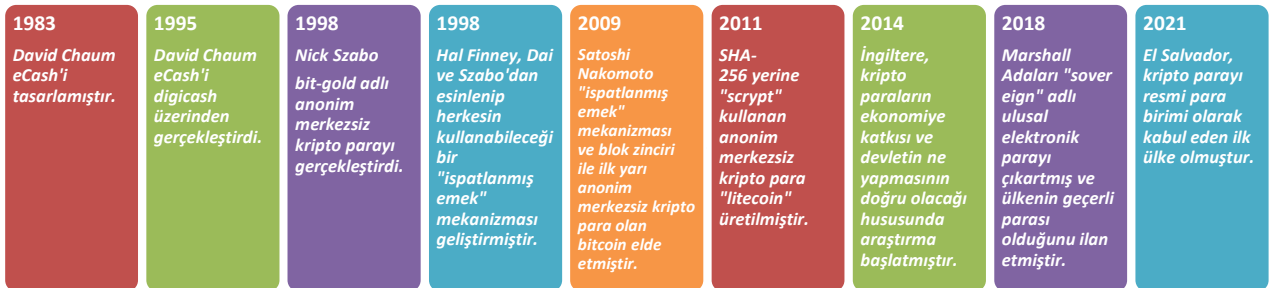 1983
David Chaum
eCash'i
tasarlamıştır.
1995
David Chaum
eCash'i
digicash
üzerinden
gerçekleştirdi.
1998
Nick Szabo
bit-gold adlı
anonim
merkezsiz
kripto parayı
gerçekleştirdi.
1998
Hal Finney, Dai
ve Szabo'dan
esinlenip
herkesin
kullanabileceği
bir
"ispatlanmış
emek"
mekanizması
geliştirmiştir.
2009
Satoshi
Nakomoto
"ispatlanmış
emek"
mekanizması
ve blok zinciri
ile ilk yarı
anonim
merkezsiz kripto
para olan
bitcoin elde
etmiştir.
2011
SHA-
256 yerine
"scrypt"
kullanan
anonim
merkezsiz
kripto para
"litecoin"
üretilmiştir.
2014
İngiltere,
kripto
paraların
ekonomiye
katkısı ve
devletin ne
yapmasının
doğru olacağı
hususunda
araştırma
başlatmıştır.
2018
Marshall
Adaları "sover
eign" adlı
ulusal
elektronik
parayı
çıkartmış ve
ülkenin geçerli
parası
olduğunu ilan
etmiştir.
2021
El Salvador,
kripto parayı
resmi para
birimi olarak
kabul eden ilk
ülke olmuştur.